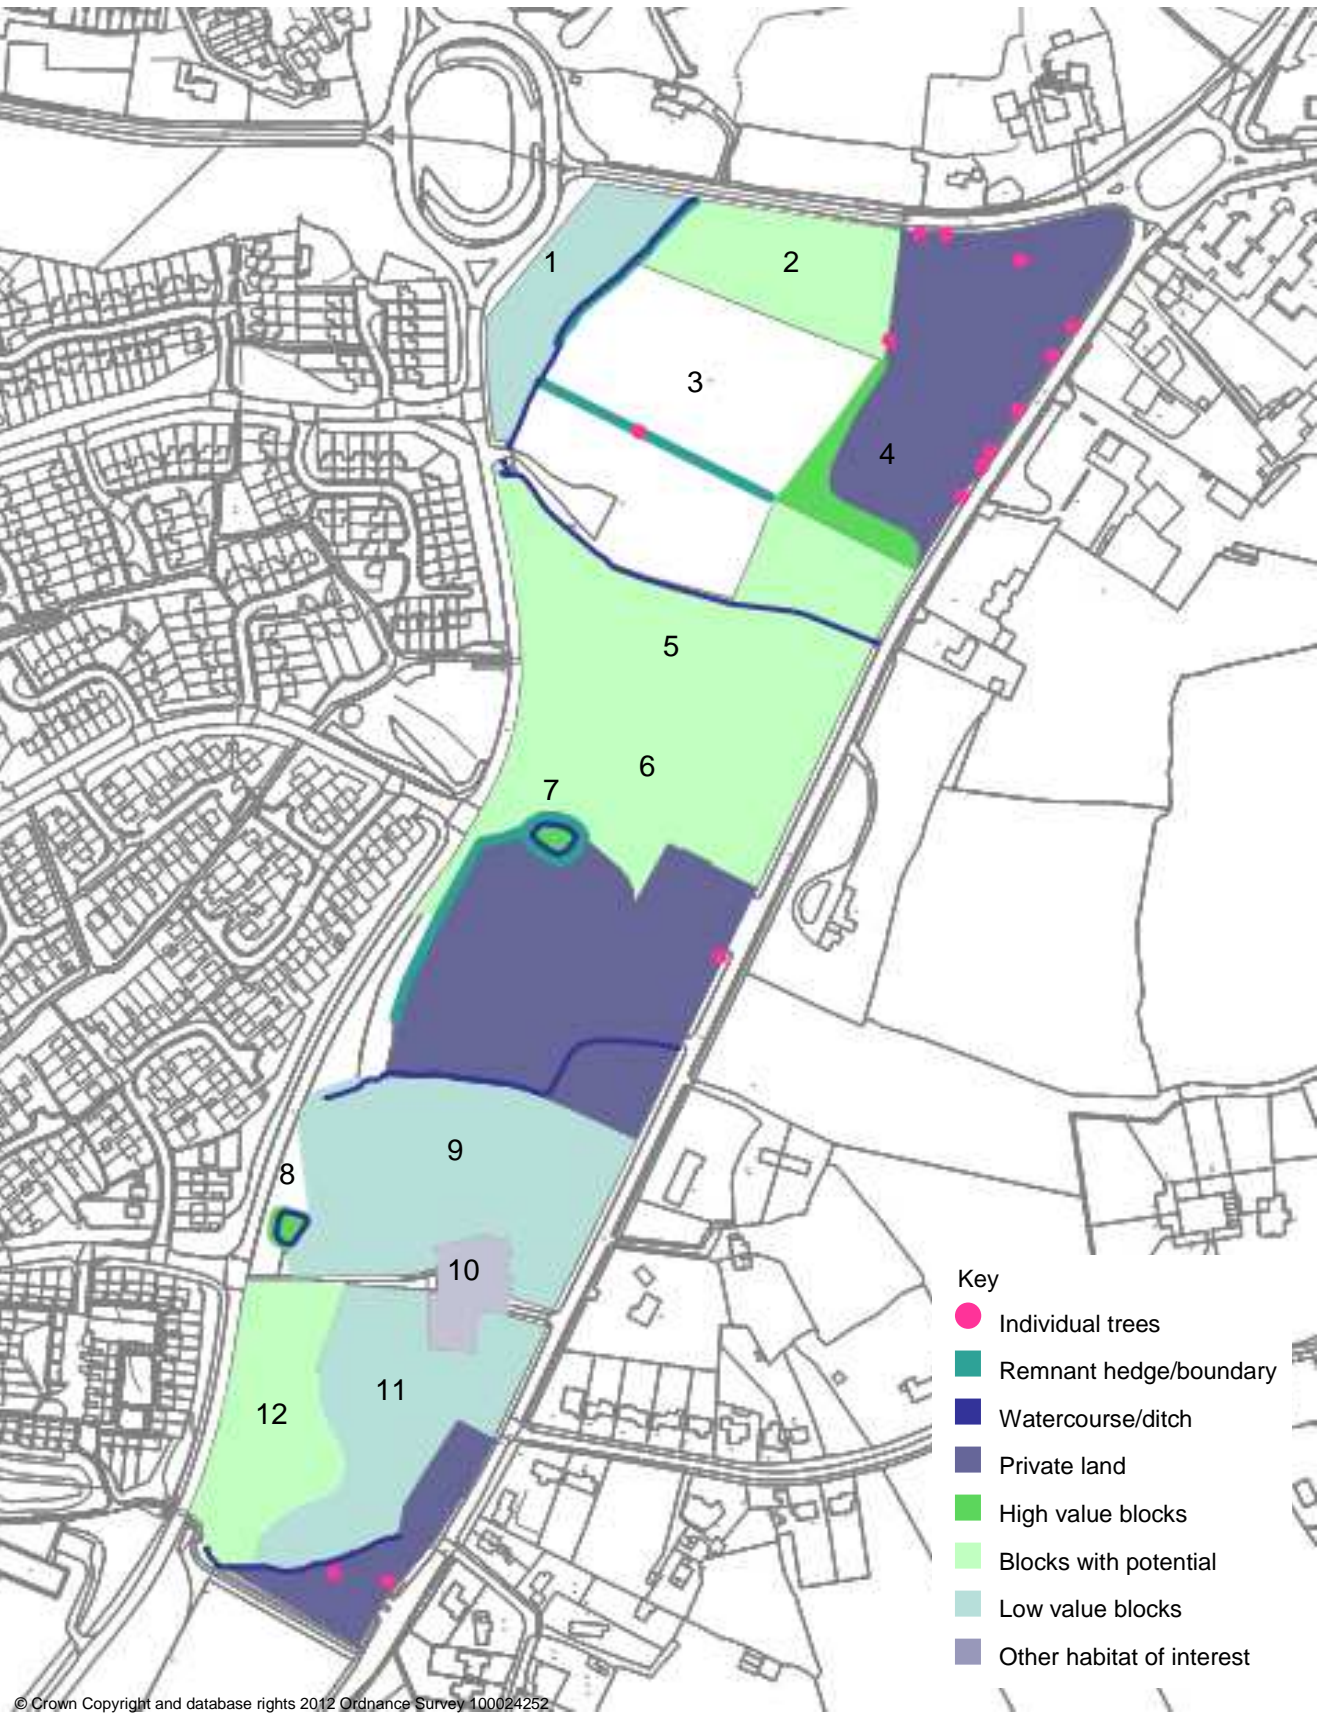 1
2
3
4
5
6
7
8
9
10
11
12
Key
Individual trees
Remnant hedge/boundary
Watercourse/ditch
Private land
High value blocks
Blocks with potential
Low value blocks
Other habitat of interest
© Crown Copyright and database rights 2012 Ordnance Survey 100024252